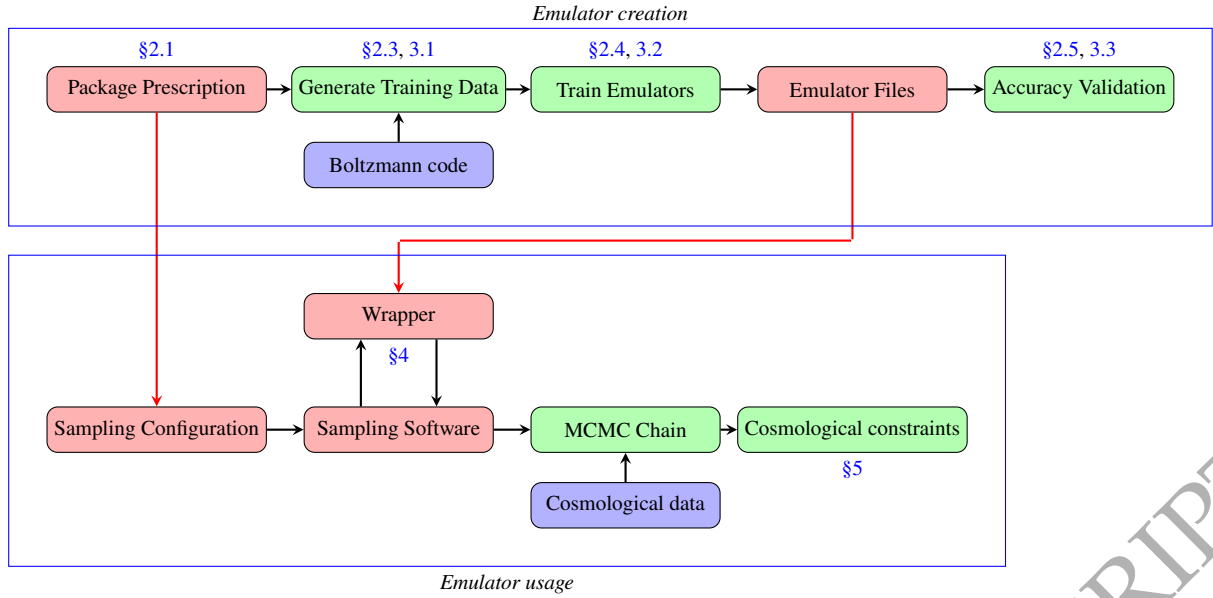 Emulator creation
§2.1
§2.3, 3.1
§2.4, 3.2
§2.5, 3.3
Package Prescription
Generate Training Data
Train Emulators
Emulator Files
Accuracy Validation
Boltzmann code
Wrapper
§4
Sampling Configuration
Sampling Software
MCMC Chain
Cosmological constraints
§5
Cosmological data
Emulator usage
RIPT